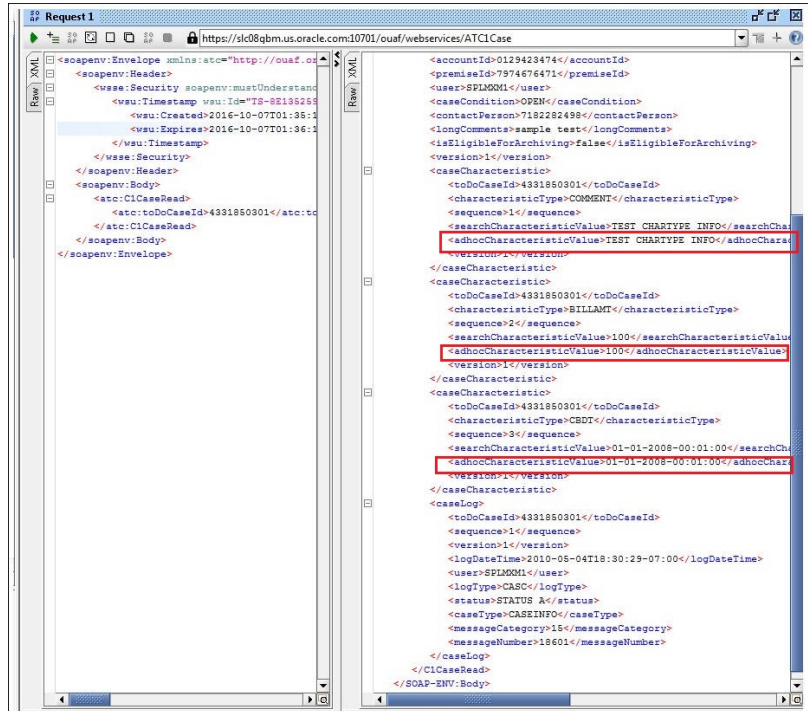 Request 1
https://slc08qbm.us.oracle.com:10701/ouaf/webservices/ATC1Case
XML
Raw
<soapenv:Envelope xmlns:atc="http://ouaf.or
<soapenv:Header>
<wsse:Security soapenv:mustUnderstan
<wsu:Timestamp wsu:Id="TS-8E135259
<wsu:Created>2016-10-07T01:35:1
<wsu:Expires>2016-10-07T01:36:1
</wsu:Timestamp>
</wsse:Security>
</soapenv:Header>
<soapenv:Body>
<atc:C1CaseRead>
<atc:toDoCaseId>4331850301</atc:to
</atc:C1CaseRead>
</soapenv:Body>
</soapenv:Envelope>
XML
Raw
<accountId>0129423474</accountId>
<premiseId>7974676471</premiseId>
<user>SPLMXM1</user>
<caseCondition>OPEN</caseCondition>
<contactPerson>7182282498</contactPerson>
<longComments>sample test</longComments>
<isEligibleForArchiving>false</isEligibleForArchiving>
<version>1</version>
<caseCharacteristic>
<toDoCaseId>4331850301</toDoCaseId>
<characteristicType>COMMENT</characteristicType>
<sequence>1</sequence>
<searchCharacteristicValue>TEST CHARTYPE INFO</searchChar
<adhocCharacteristicValue>TEST CHARTYPE INFO</adhocCharac
<version>1</version>
</caseCharacteristic>
<caseCharacteristic>
<toDoCaseId>4331850301</toDoCaseId>
<characteristicType>BILLAMT</characteristicType>
<sequence>2</sequence>
<searchCharacteristicValue>100</searchCharacteristicValue
<adhocCharacteristicValue>100</adhocCharacteristicValue>
<version>1</version>
</caseCharacteristic>
<caseCharacteristic>
<toDoCaseId>4331850301</toDoCaseId>
<characteristicType>CBDT</characteristicType>
<sequence>3</sequence>
<searchCharacteristicValue>01-01-2008-00:01:00</searchCha
<adhocCharacteristicValue>01-01-2008-00:01:00</adhocChara
<version>1</version>
</caseCharacteristic>
<caseLog>
<toDoCaseId>4331850301</toDoCaseId>
<sequence>1</sequence>
<version>1</version>
<logDateTime>2010-05-04T18:30:29-07:00</logDateTime>
<user>SPLMXM1</user>
<logType>CASC</logType>
<status>STATUS A</status>
<caseType>CASEINFO</caseType>
<messageCategory>15</messageCategory>
<messageNumber>18601</messageNumber>
</caseLog>
</C1CaseRead>
</SOAP-ENV:Body>